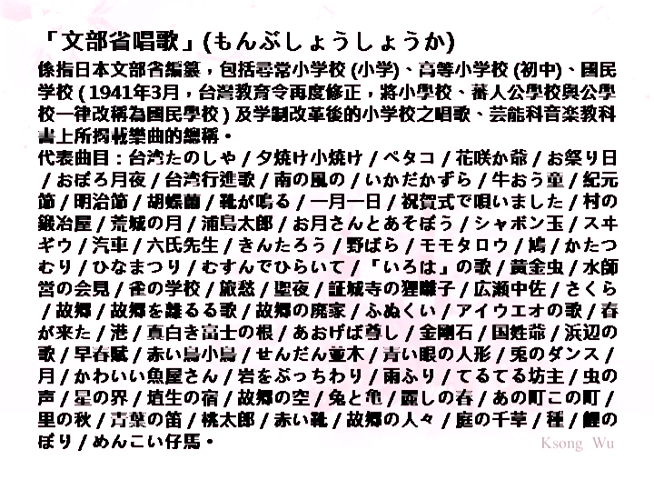 「文部省唱歌」(もんぶしょうしょうか)
係指日本文部省編纂，包括尋常小学校 (小学)、高等小学校 (初中)、國民
学校 ( 1941年3月，台灣教育令再度修正，將小學校、蕃人公學校與公學
校一律改稱為國民學校 ) 及学制改革後的小学校之唱歌、芸能科音楽教科
書上所揭載樂曲的總稱。
代表曲目：台湾たのしや / 夕焼け小焼け / ペタコ / 花咲か爺 / お祭り日
/ おぼろ月夜 / 台湾行進歌 / 南の風の / いかだかずら / 牛おう童 / 紀元
節 / 明治節 / 胡蝶蘭 / 靴が鳴る / 一月一日 / 祝賀式で唄いました / 村の
鍛冶屋 / 荒城の月 / 浦島太郎 / お月さんとあそぼう / シャボン玉 / スヰ
ギウ / 汽車 / 六氏先生 / きんたろう / 野ばら / モモタロウ / 鳩 / かたつ
むり / ひなまつり / むすんでひらいて / 「いろは」の歌 / 黃金虫 / 水師
営の会見 / 雀の学校 / 旅愁 / 聖夜 / 証城寺の狸囃子 / 広瀬中佐 / さくら
/ 故郷 / 故郷を離るる歌 / 故郷の廃家 / ふぬくい / アイウエオの歌 / 春
が来た / 港 / 真白き富士の根 / あおげば尊し / 金剛石 / 国姓爺 / 浜辺の
歌 / 早春賦 / 赤い鳥小鳥 / せんだん並木 / 青い眼の人形 / 兎のダンス /
月 / かわいい魚屋さん / 岩をぶっちわり / 雨ふり / てるてる坊主 / 虫の
声 / 星の界 / 埴生の宿 / 故郷の空 / 兔と亀 / 麗しの春 / あの町この町 /
里の秋 / 青葉の笛 / 桃太郎 / 赤い靴 / 故郷の人々 / 庭の千草 / 種 / 鯉の
ぼり / めんこい仔馬。
Ksong Wu